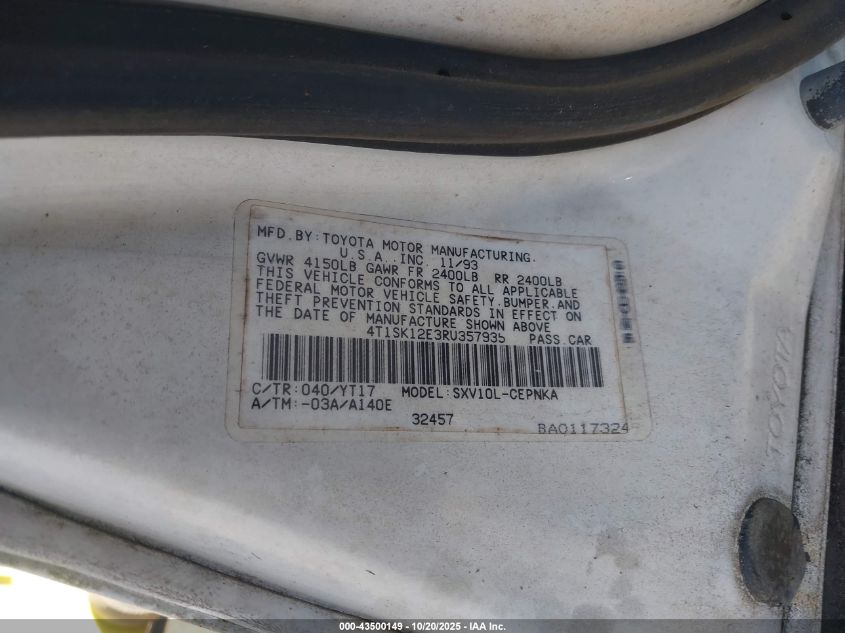 MFD.BY:TOYOTA MOTOR MANUFACTURING.
U.S.A.,INC. 11/93
GVWR 4150LB GAWR FR 2400LB RR 2400LB
THIS VEHICLE CONFORMS TO ALL APPLICABLE
FEDERAL MOTOR VEHICLE SAFETY,BUMPER,AND
THEFT PREVENTION STANDARDS IN EFFECT ON
THE DATE OF MANUFACTURE SHOWN ABOVE
4T1SK12E3RU357935 PASS.CAR
C/TR:040/YT17 MODEL:SXV10L-CEPNKA
A/TM:-03A/A140E
32457
BA0117324
TOYOTA
000-43500149 - 10/20/2025 - IAA Inc.